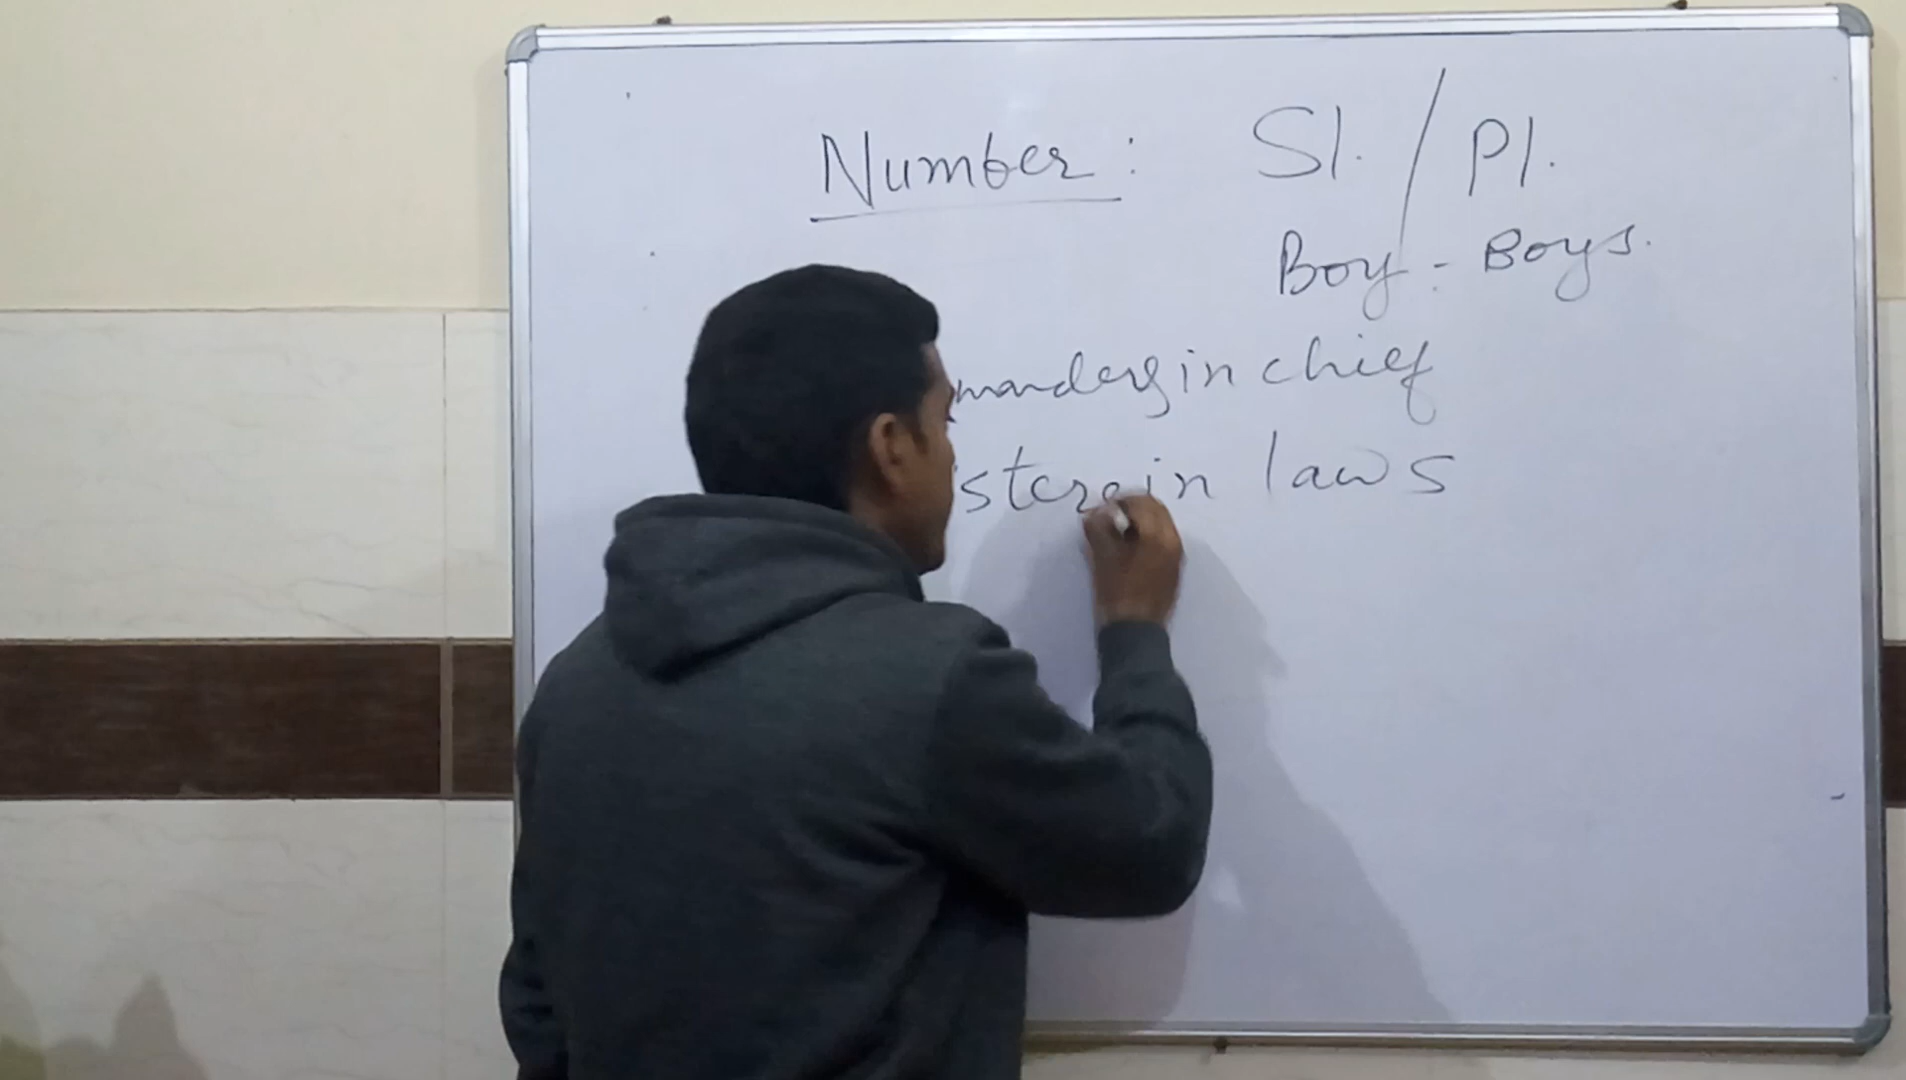 Number : Sl. / Pl.
Boy - Boys.
manders in chief
sters in laws